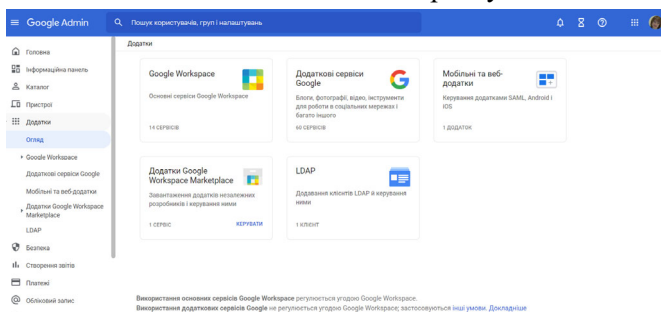 Google Admin
Пошук користувачів, груп і налаштувань
Головна
Інформаційна панель
Каталог
Пристрої
Додатки
Огляд
Google Workspace
Додаткові сервіси Google
Мобільні та веб-додатки
Додатки Google Workspace
Marketplace
LDAP
Безпека
Створення звітів
Платежі
Обліковий запис
Додатки
Google Workspace
Основні сервіси Google Workspace
14 СЕРВІСІВ
Додаткові сервіси
Google
Блоги, фотографії, відео, інструменти
для роботи в соціальних мережах і
багато іншого
60 СЕРВІСІВ
Мобільні та веб-
додатки
Керування додатками SAML, Android і
iOS
1 ДОДАТОК
Додатки Google
Workspace Marketplace
Завантаження додатків незалежних
розробників і керування ними
1 СЕРВІС
КЕРУВАТИ
LDAP
Додавання клієнтів LDAP й керування
ними
1 КЛІЄНТ
Використання основних сервісів Google Workspace регулюється угодою Google Workspace.
Використання додаткових сервісів Google не регулюється угодою Google Workspace; застосовуються інші умови. Докладніше